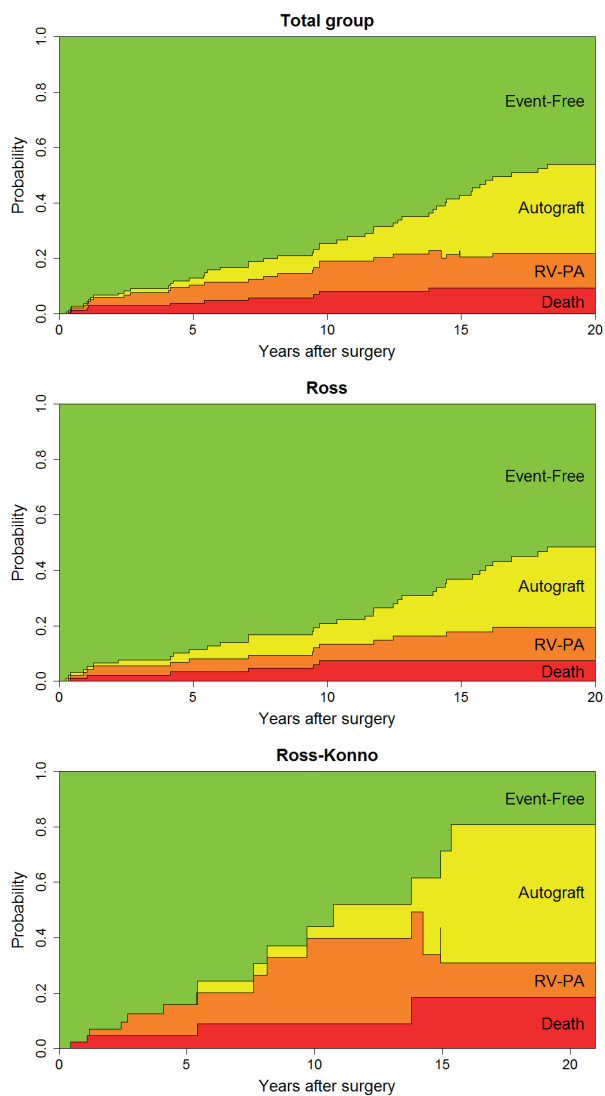 Total group
1.0
0.8
0.6
0.4
0.2
0.0
Probability
Event-Free
Autograft
RV-PA
Death
0 5 10 15 20
Years after surgery
Ross
1.0
0.8
0.6
0.4
0.2
0.0
Probability
Event-Free
Autograft
RV-PA
Death
0 5 10 15 20
Years after surgery
Ross-Konno
1.0
0.8
0.6
0.4
0.2
0.0
Probability
Event-Free
Autograft
RV-PA
Death
0 5 10 15 20
Years after surgery